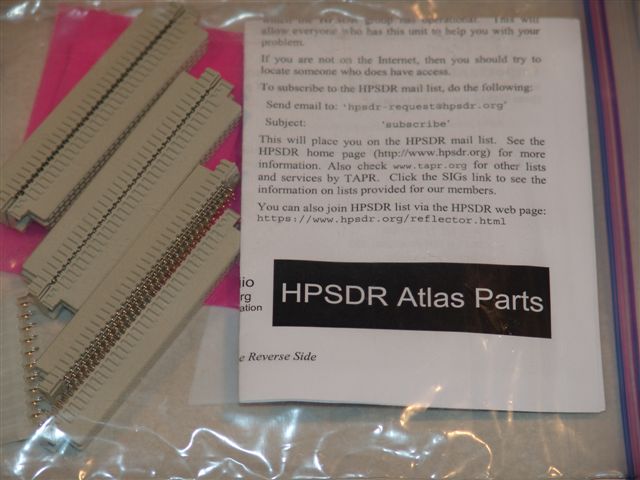 which the HPSDR group has operational. This will
allow everyone who has this unit to help you with your
problem.
If you are not on the Internet, then you should try to
locate someone who does have access.
To subscribe to the HPSDR mail list, do the following:
Send email to: 'hpsdr-request@hpsdr.org'
Subject: 'subscribe'
This will place you on the HPSDR mail list. See the
HPSDR home page (http://www.hpsdr.org) for more
information. Also check www.tapr.org for other lists
and services by TAPR. Click the SIGs link to see the
information on lists provided for our members.
You can also join HPSDR list via the HPSDR web page:
https://www.hpsdr.org/reflector.html
io
rg
ation
HPSDR Atlas Parts
e Reverse Side